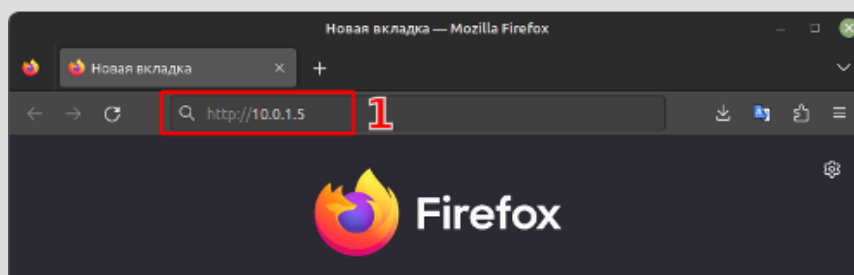 Новая вкладка — Mozilla Firefox
Новая вкладка
http://10.0.1.5 1
Firefox